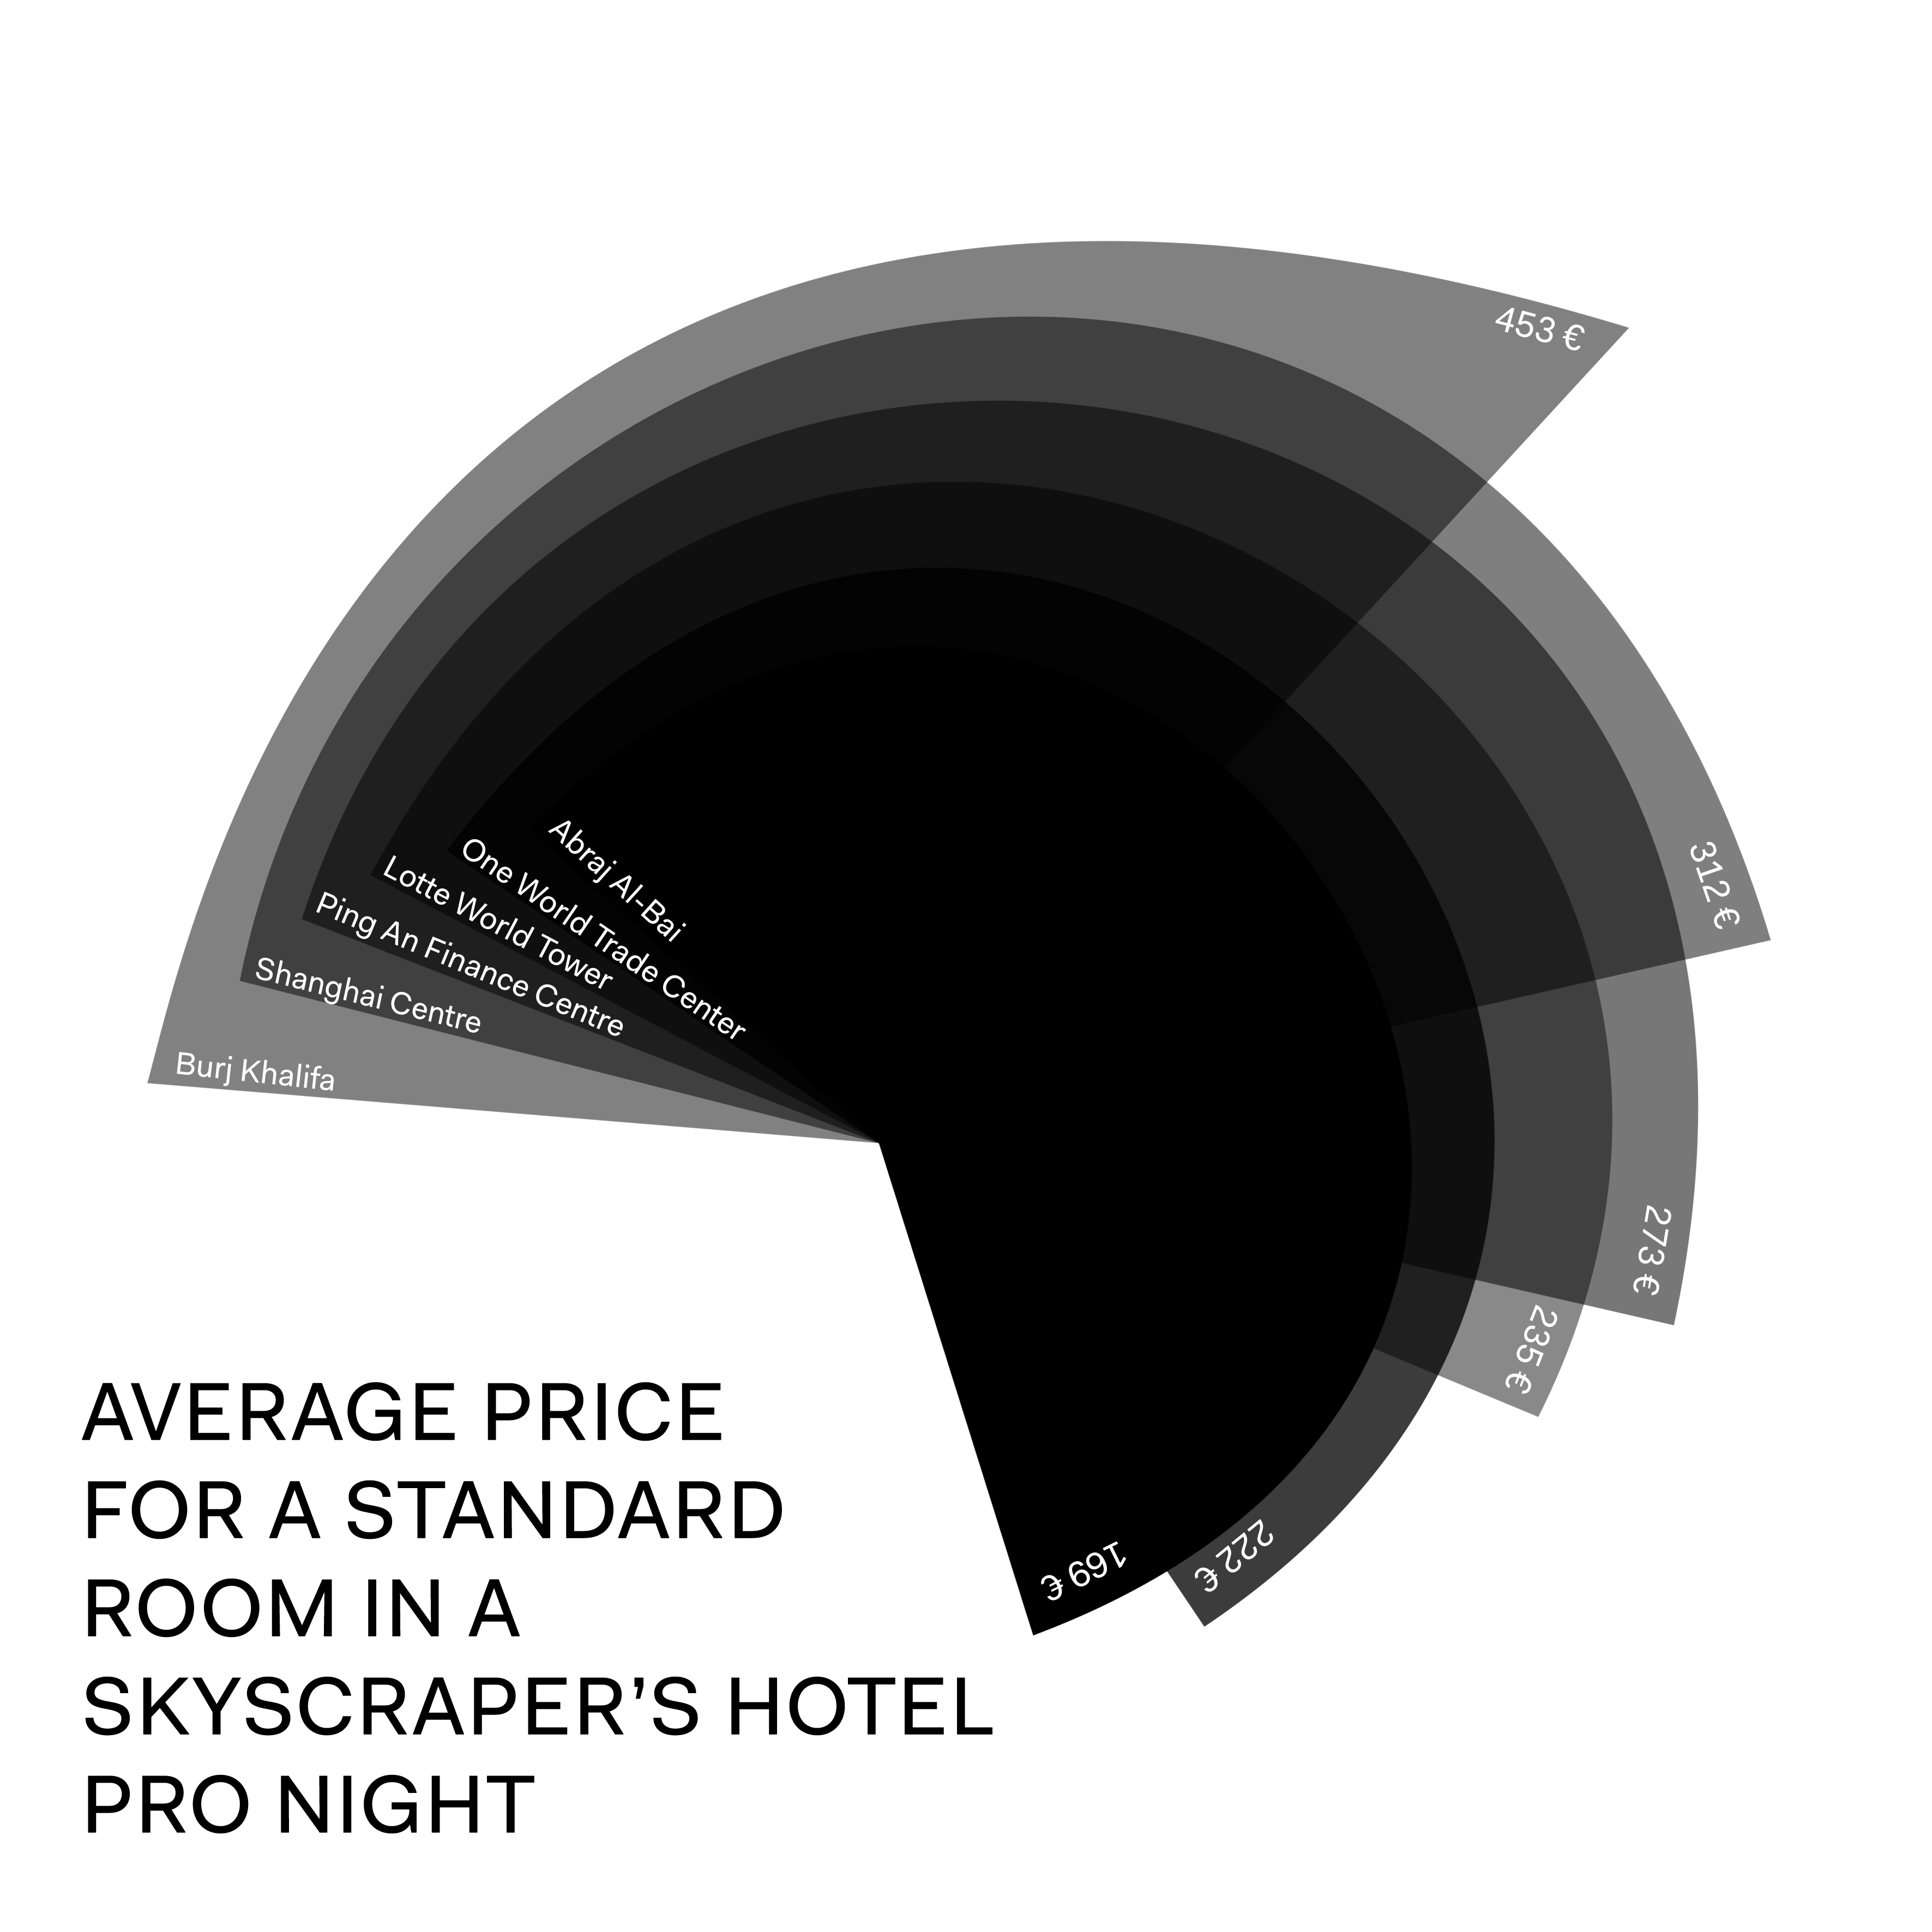 453 €
312 €
273 €
235 €
222 €
169 €
Abraj Al-Bai
One World Trade Center
Lotte World Tower
Ping An Finance Centre
Shanghai Centre
Burj Khalifa
AVERAGE PRICE
FOR A STANDARD
ROOM IN A
SKYSCRAPER’S HOTEL
PRO NIGHT